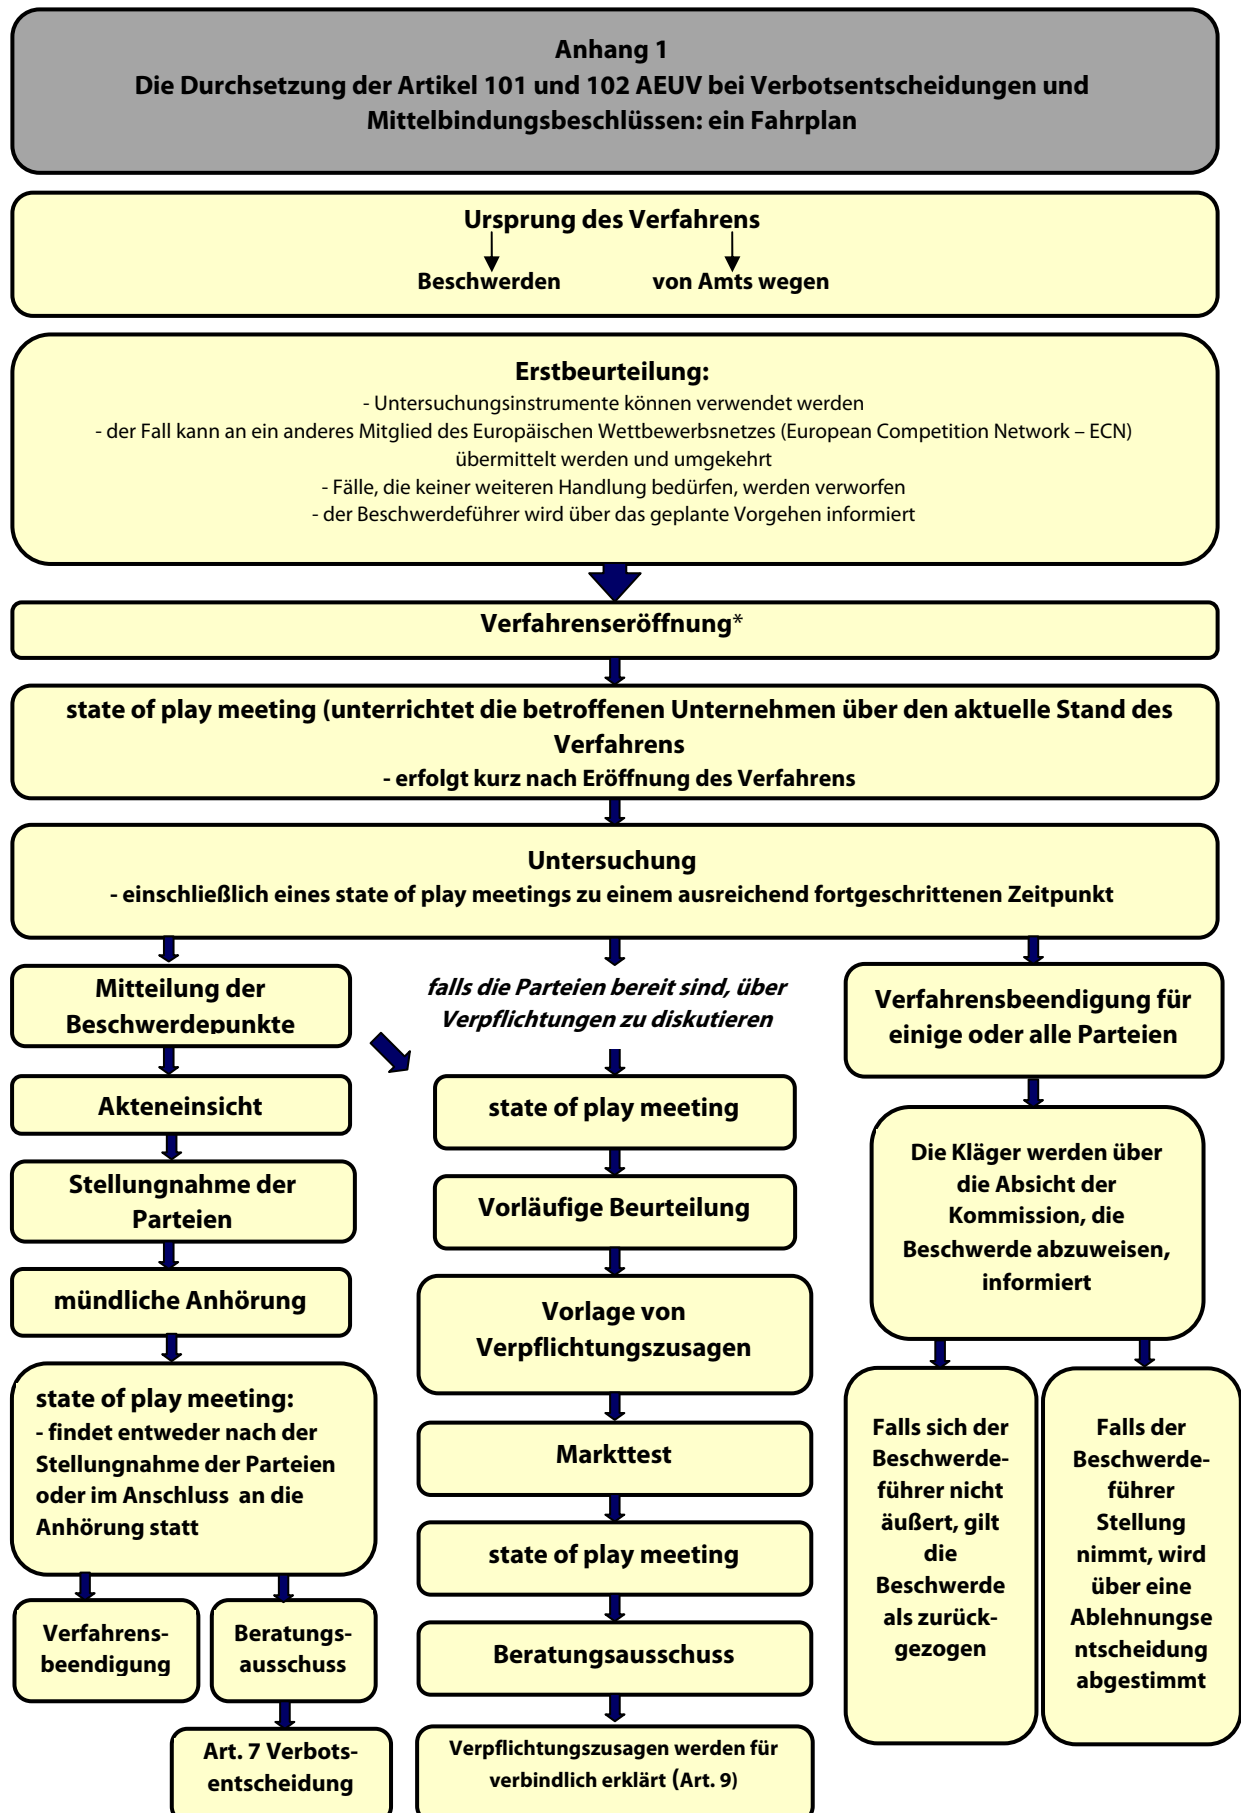 Anhang 1
Die Durchsetzung der Artikel 101 und 102 AEUV bei Verbotsentscheidungen und
Mittelbindungsbeschlüssen: ein Fahrplan
Ursprung des Verfahrens
Beschwerden von Amts wegen
Erstbeurteilung:
- Untersuchungsinstrumente können verwendet werden
- der Fall kann an ein anderes Mitglied des Europäischen Wettbewerbsnetzes (European Competition Network – ECN)
übermittelt werden und umgekehrt
- Fälle, die keiner weiteren Handlung bedürfen, werden verworfen
- der Beschwerdeführer wird über das geplante Vorgehen informiert
Verfahrenseröffnung*
state of play meeting (unterrichtet die betroffenen Unternehmen über den aktuelle Stand des
Verfahrens
- erfolgt kurz nach Eröffnung des Verfahrens
Untersuchung
- einschließlich eines state of play meetings zu einem ausreichend fortgeschrittenen Zeitpunkt
Mitteilung der
Beschwerdepunkte
Akteneinsicht
Stellungnahme der
Parteien
mündliche Anhörung
state of play meeting:
- findet entweder nach der
Stellungnahme der Parteien
oder im Anschluss an die
Anhörung statt
Verfahrens-
beendigung
Beratungs-
ausschuss
Art. 7 Verbots-
entscheidung
falls die Parteien bereit sind, über
Verpflichtungen zu diskutieren
state of play meeting
Vorläufige Beurteilung
Vorlage von
Verpflichtungszusagen
Markttest
state of play meeting
Beratungsausschuss
Verpflichtungszusagen werden für
verbindlich erklärt (Art. 9)
Verfahrensbeendigung für
einige oder alle Parteien
Die Kläger werden über
die Absicht der
Kommission, die
Beschwerde abzuweisen,
informiert
Falls sich der
Beschwerde-
führer nicht
äußert, gilt
die
Beschwerde
als zurück-
gezogen
Falls der
Beschwerde-
führer
Stellung
nimmt, wird
über eine
Ablehnungse
ntscheidung
abgestimmt